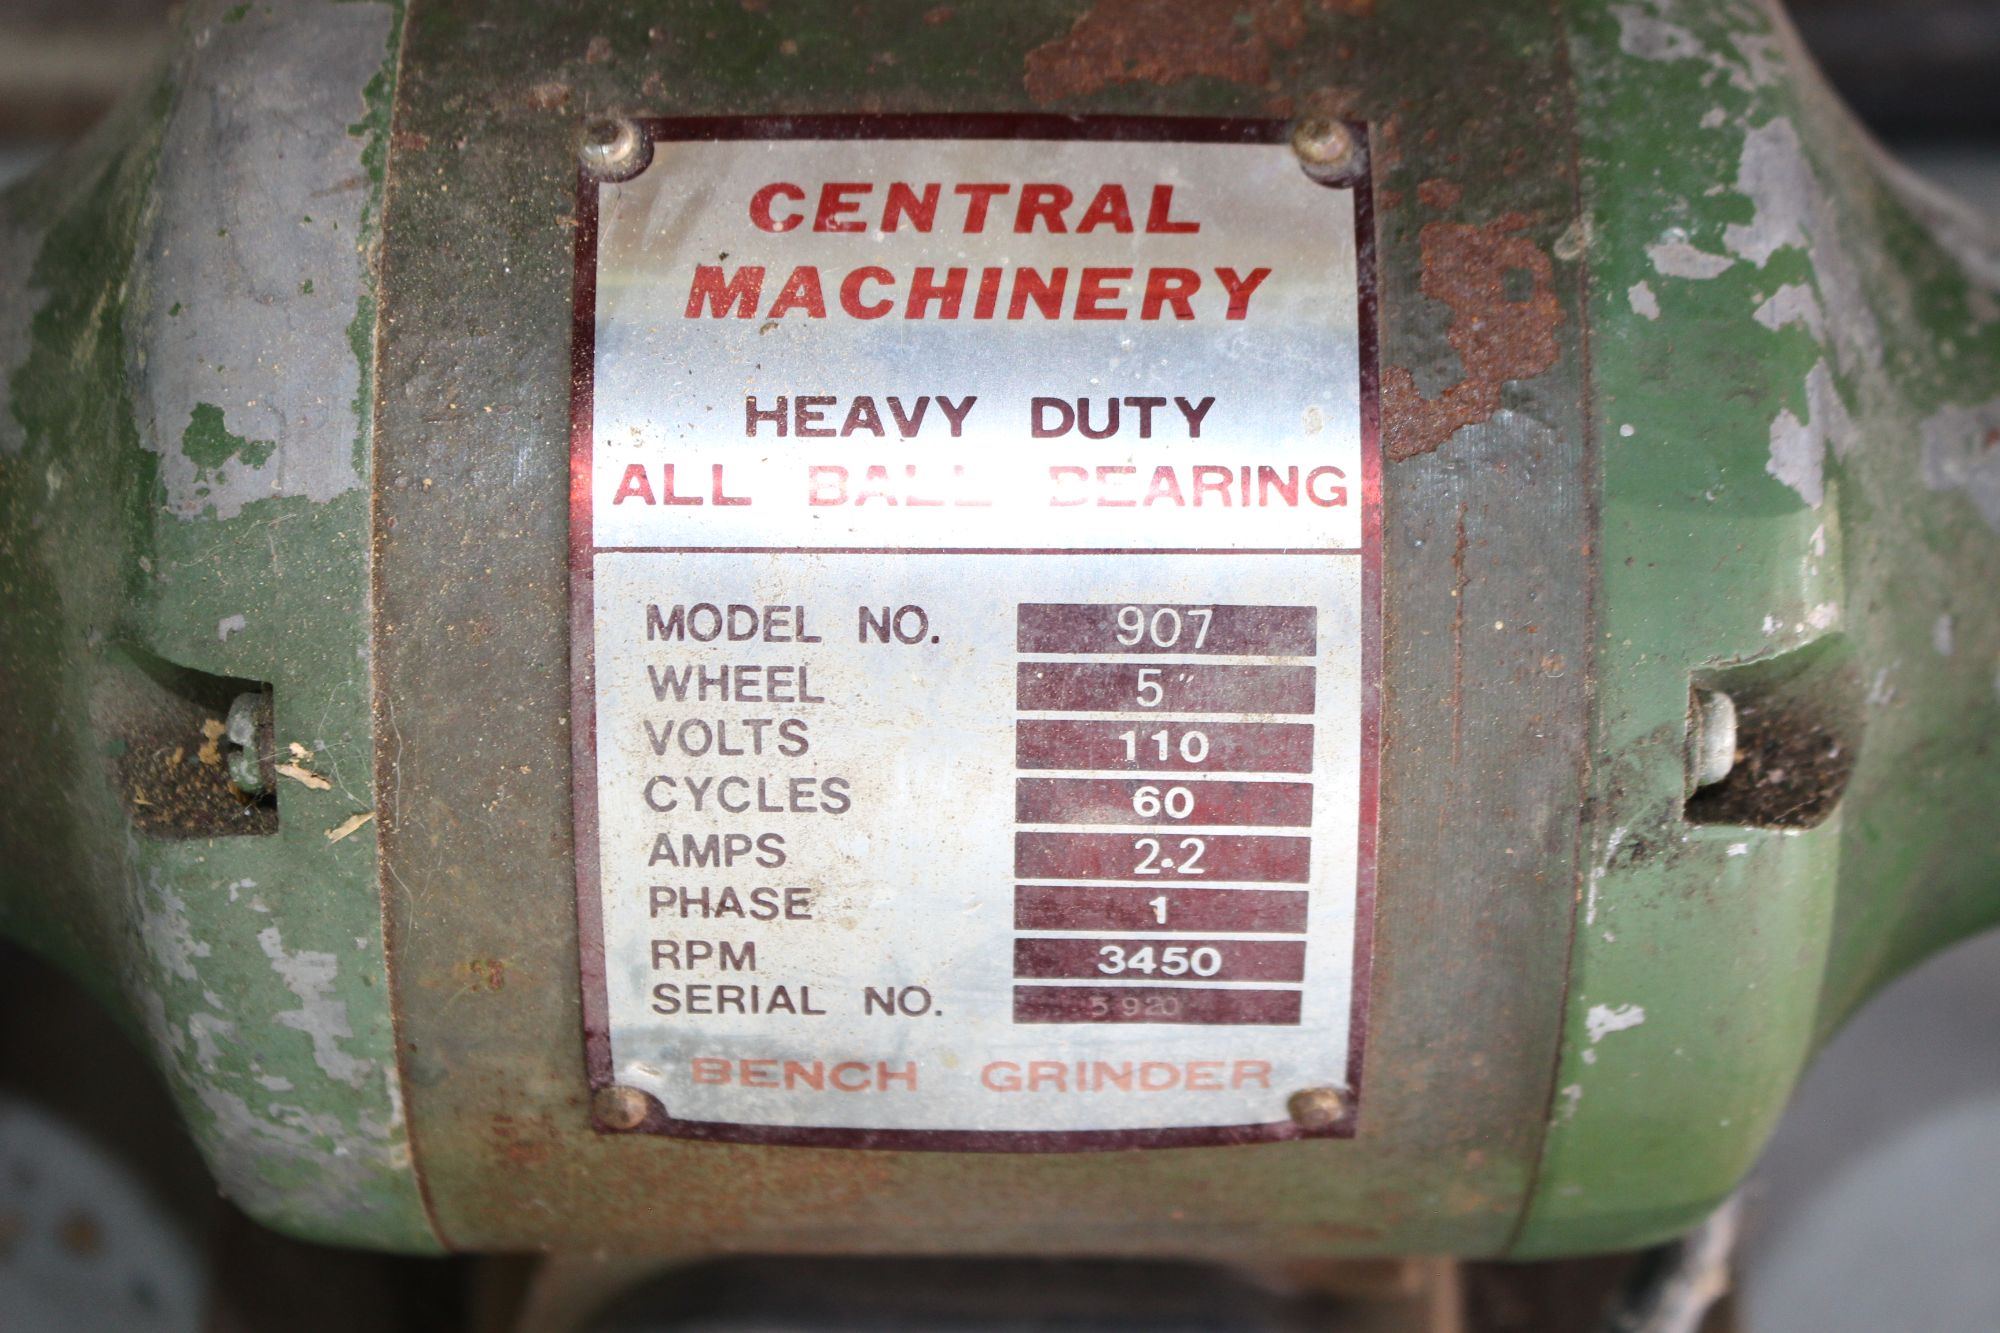 CENTRAL
MACHINERY
HEAVY DUTY
ALL BALL BEARING
MODEL NO. 907
WHEEL 5"
VOLTS 110
CYCLES 60
AMPS 2.2
PHASE 1
RPM 3450
SERIAL NO. 5920
BENCH GRINDER